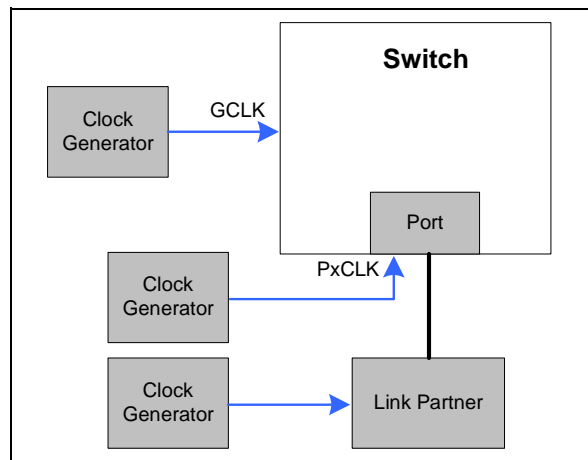 Switch
Clock
Generator
GCLK
Port
PxCLK
Clock
Generator
Clock
Generator
Link Partner